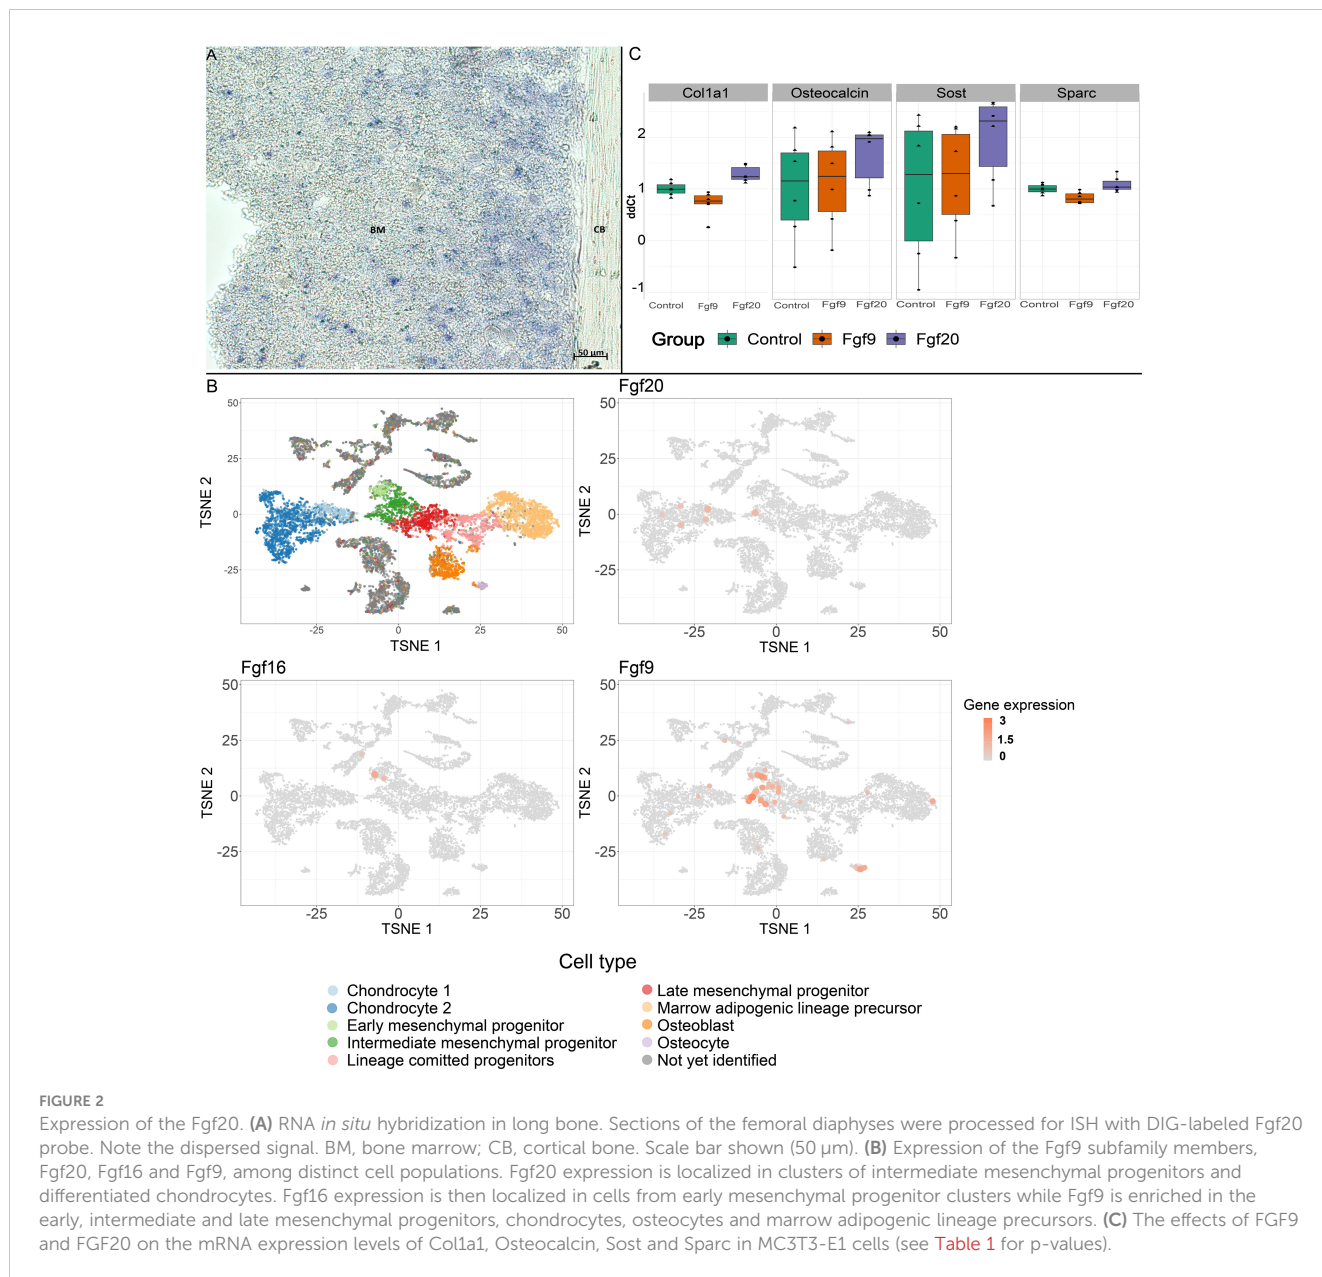 A
BM
CB
50 µm
C
Col1a1
Osteocalcin
Sost
Sparc
ddCt
2
1
0
-1
Control
Fgf9
Fgf20
Control
Fgf9
Fgf20
Control
Fgf9
Fgf20
Control
Fgf9
Fgf20
Group Control Fgf9 Fgf20
B
50
25
0
-25
TSNE 2
-25 0 25 50
TSNE 1
Fgf20
50
25
0
-25
TSNE 2
-25 0 25 50
TSNE 1
Fgf16
50
25
0
-25
TSNE 2
-25 0 25 50
TSNE 1
Fgf9
50
25
0
-25
TSNE 2
-25 0 25 50
TSNE 1
Gene expression
3
1.5
0
Cell type
Chondrocyte 1
Chondrocyte 2
Early mesenchymal progenitor
Intermediate mesenchymal progenitor
Lineage comitted progenitors
Late mesenchymal progenitor
Marrow adipogenic lineage precursor
Osteoblast
Osteocyte
Not yet identified
FIGURE 2
Expression of the Fgf20. (A) RNA in situ hybridization in long bone. Sections of the femoral diaphyses were processed for ISH with DIG-labeled Fgf20
probe. Note the dispersed signal. BM, bone marrow; CB, cortical bone. Scale bar shown (50 µm). (B) Expression of the Fgf9 subfamily members,
Fgf20, Fgf16 and Fgf9, among distinct cell populations. Fgf20 expression is localized in clusters of intermediate mesenchymal progenitors and
differentiated chondrocytes. Fgf16 expression is then localized in cells from early mesenchymal progenitor clusters while Fgf9 is enriched in the
early, intermediate and late mesenchymal progenitors, chondrocytes, osteocytes and marrow adipogenic lineage precursors. (C) The effects of FGF9
and FGF20 on the mRNA expression levels of Col1a1, Osteocalcin, Sost and Sparc in MC3T3-E1 cells (see Table 1 for p-values).